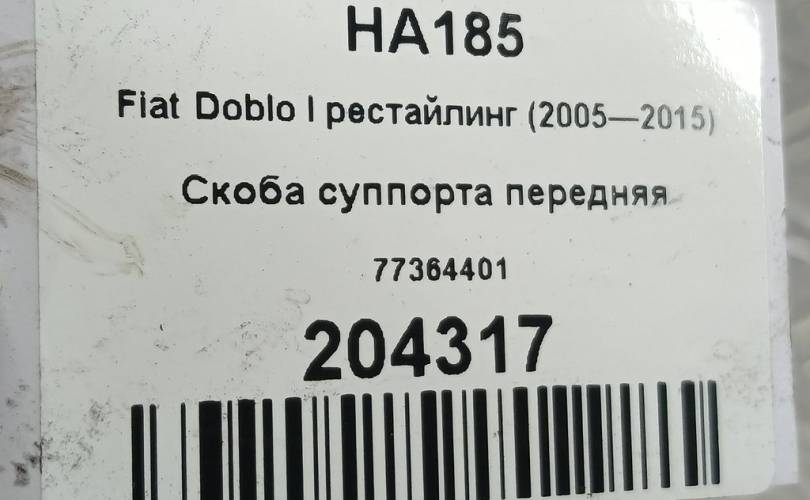 HA185
Fiat Doblo I рестайлинг (2005—2015)
Скоба суппорта передняя
77364401
204317